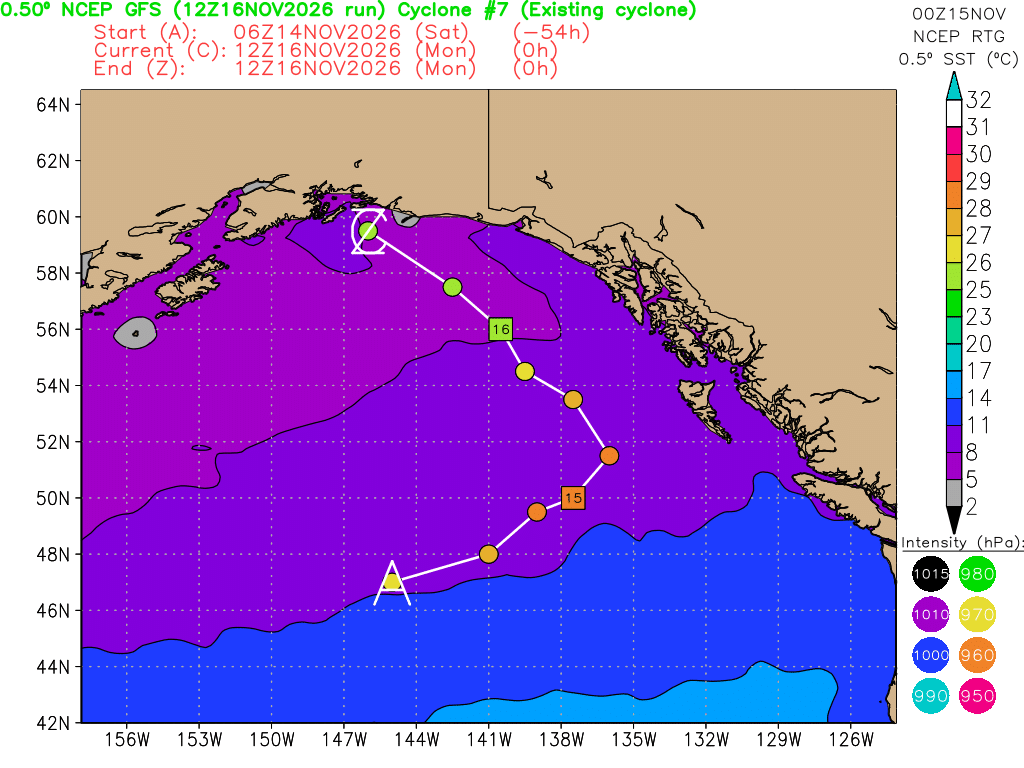 0.50° NCEP GFS (12Z16NOV2026 run) Cyclone #7 (Existing cyclone)
Start (A): 06Z14NOV2026 (Sat) (−54h)
Current (C): 12Z16NOV2026 (Mon) (0h)
End (Z): 12Z16NOV2026 (Mon) (0h)
00Z15NOV
NCEP RTG
0.5° SST (°C)
32
31
30
29
28
27
26
25
23
20
17
14
11
8
5
2
64N
62N
60N
58N
56N
54N
52N
50N
48N
46N
44N
42N
16
15
A
C
Z
156W 153W 150W 147W 144W 141W 138W 135W 132W 129W 126W
Intensity (hPa):
1015 980
1010 970
1000 960
990 950